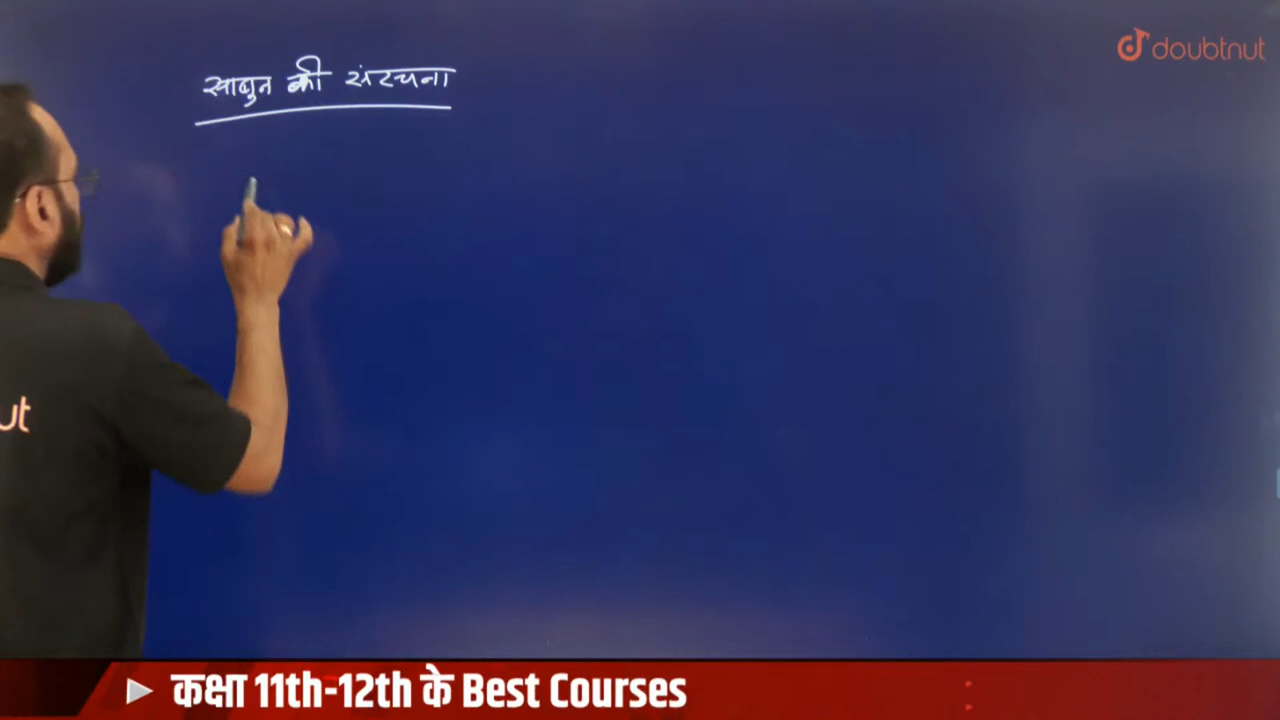 साबुन की संरचना
doubtnut
ut
कक्षा 11th-12th के Best Courses